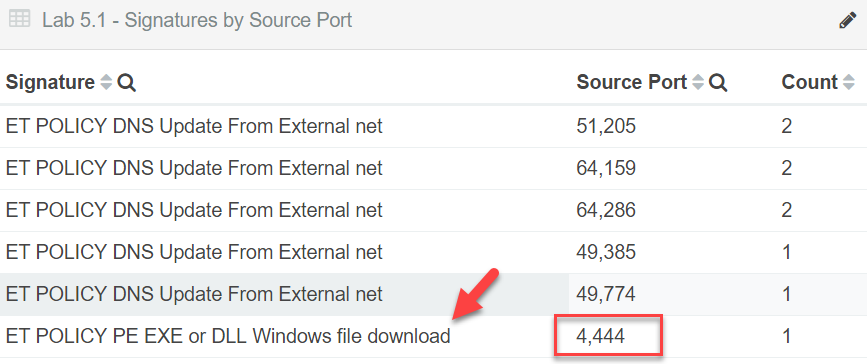 Lab 5.1 - Signatures by Source Port
Signature Source Port Count
ET POLICY DNS Update From External net 51,205 2
ET POLICY DNS Update From External net 64,159 2
ET POLICY DNS Update From External net 64,286 2
ET POLICY DNS Update From External net 49,385 1
ET POLICY DNS Update From External net 49,774 1
ET POLICY PE EXE or DLL Windows file download 4,444 1